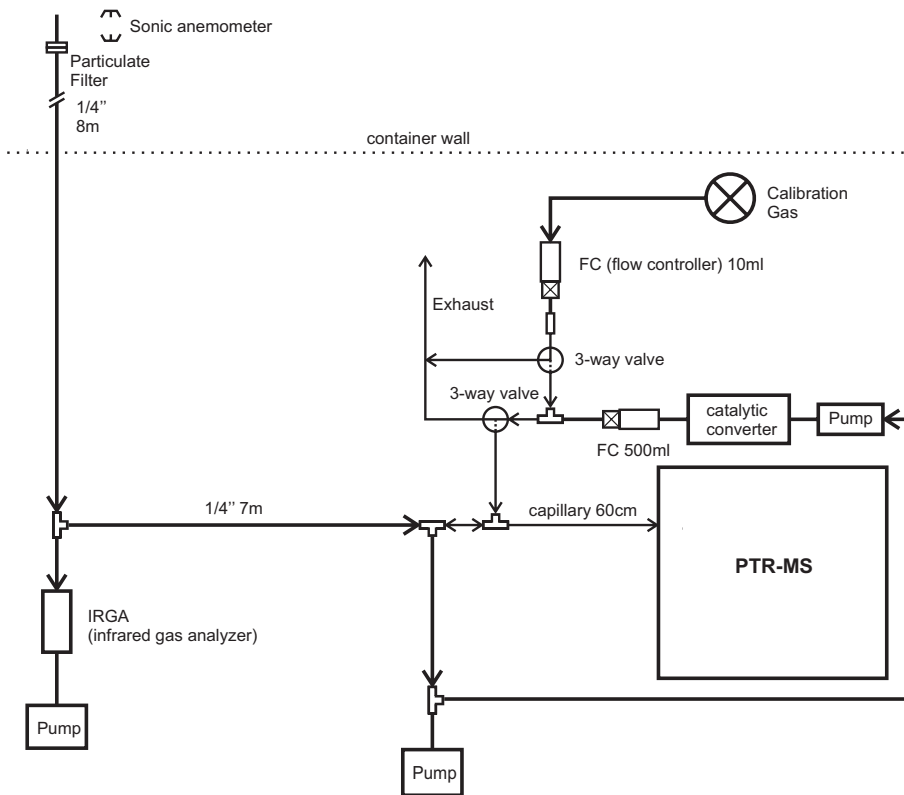 Sonic anemometer
Particulate
Filter
1/4’’
8m
container wall
Calibration
Gas
FC (flow controller) 10ml
Exhaust
3-way valve
3-way valve
catalytic
converter
Pump
FC 500ml
1/4’’ 7m
capillary 60cm
PTR-MS
IRGA
(infrared gas analyzer)
Pump
Pump